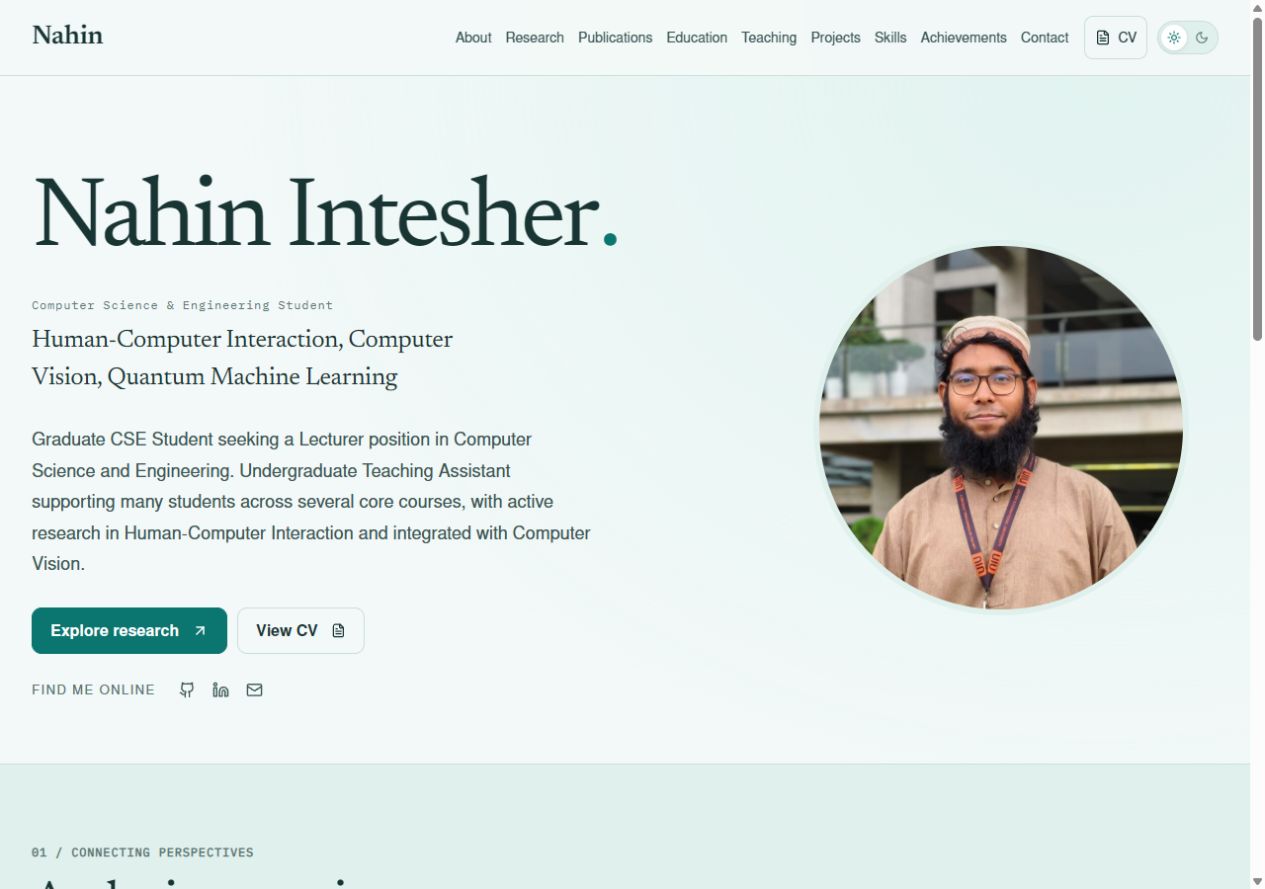 Nahin
About Research Publications Education Teaching Projects Skills Achievements Contact CV
Nahin Intesher.
Computer Science & Engineering Student
Human-Computer Interaction, Computer
Vision, Quantum Machine Learning
Graduate CSE Student seeking a Lecturer position in Computer
Science and Engineering. Undergraduate Teaching Assistant
supporting many students across several core courses, with active
research in Human-Computer Interaction and integrated with Computer
Vision.
Explore research View CV
FIND ME ONLINE
01 / CONNECTING PERSPECTIVES